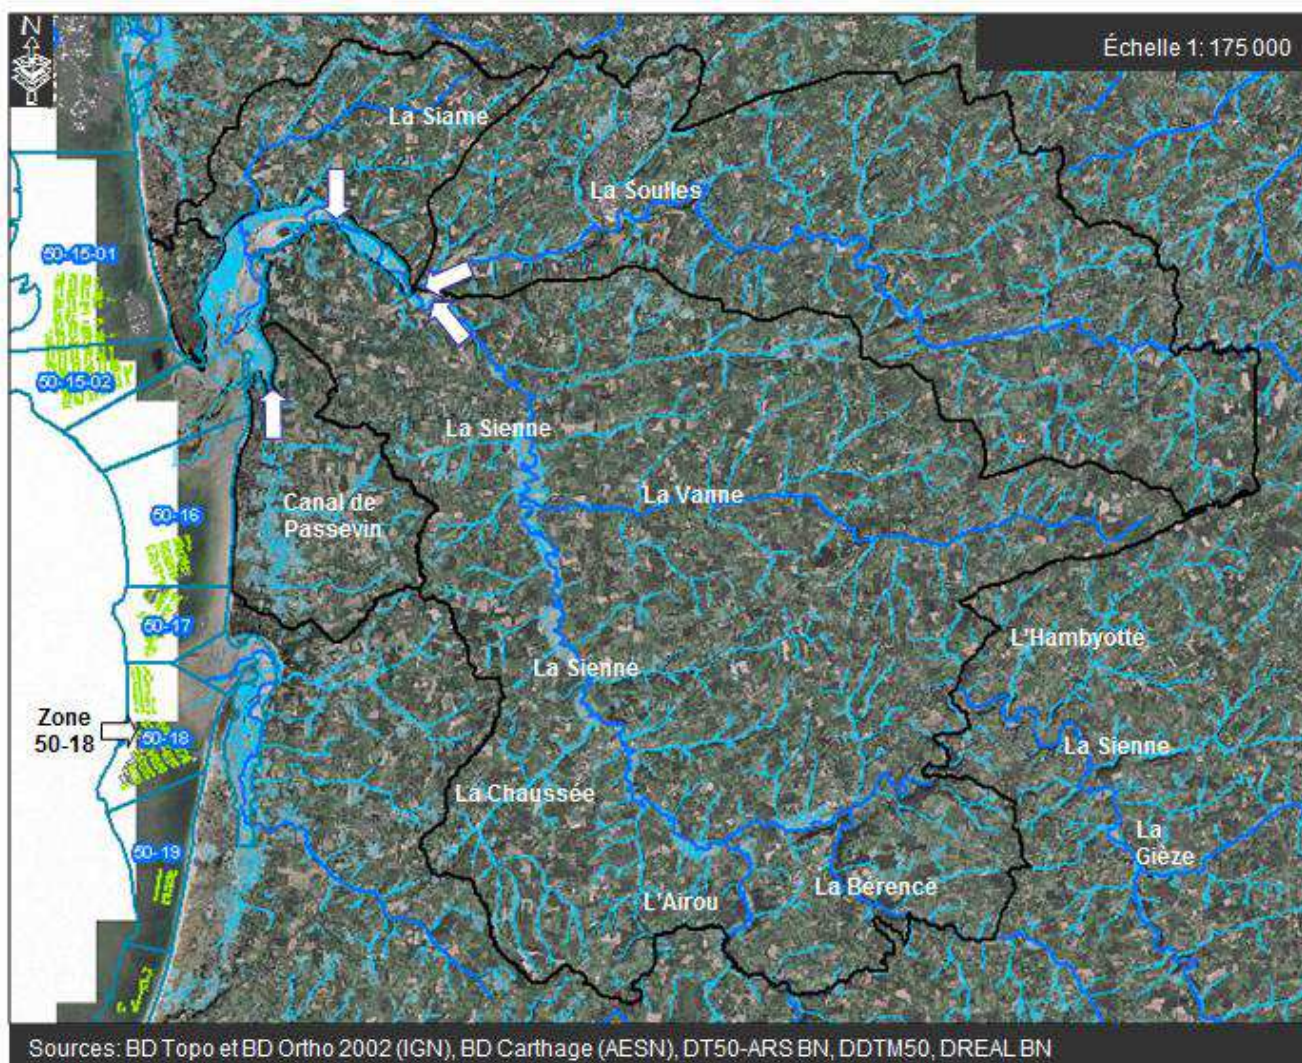 N
Échelle 1: 175 000
La Siame
La Soulles
50-15-01
50-15-02
La Sienne
La Vanne
Canal de
Passevin
50-16
50-17
L'Hambyotte
La Sienne
Zone
50-18
50-18
La Sienne
La Chaussée
La
Gièze
50-19
La Bérence
L'Airou
Sources: BD Topo et BD Ortho 2002 (IGN), BD Carthage (AESN), DT50-ARS BN, DDTM50, DREAL BN